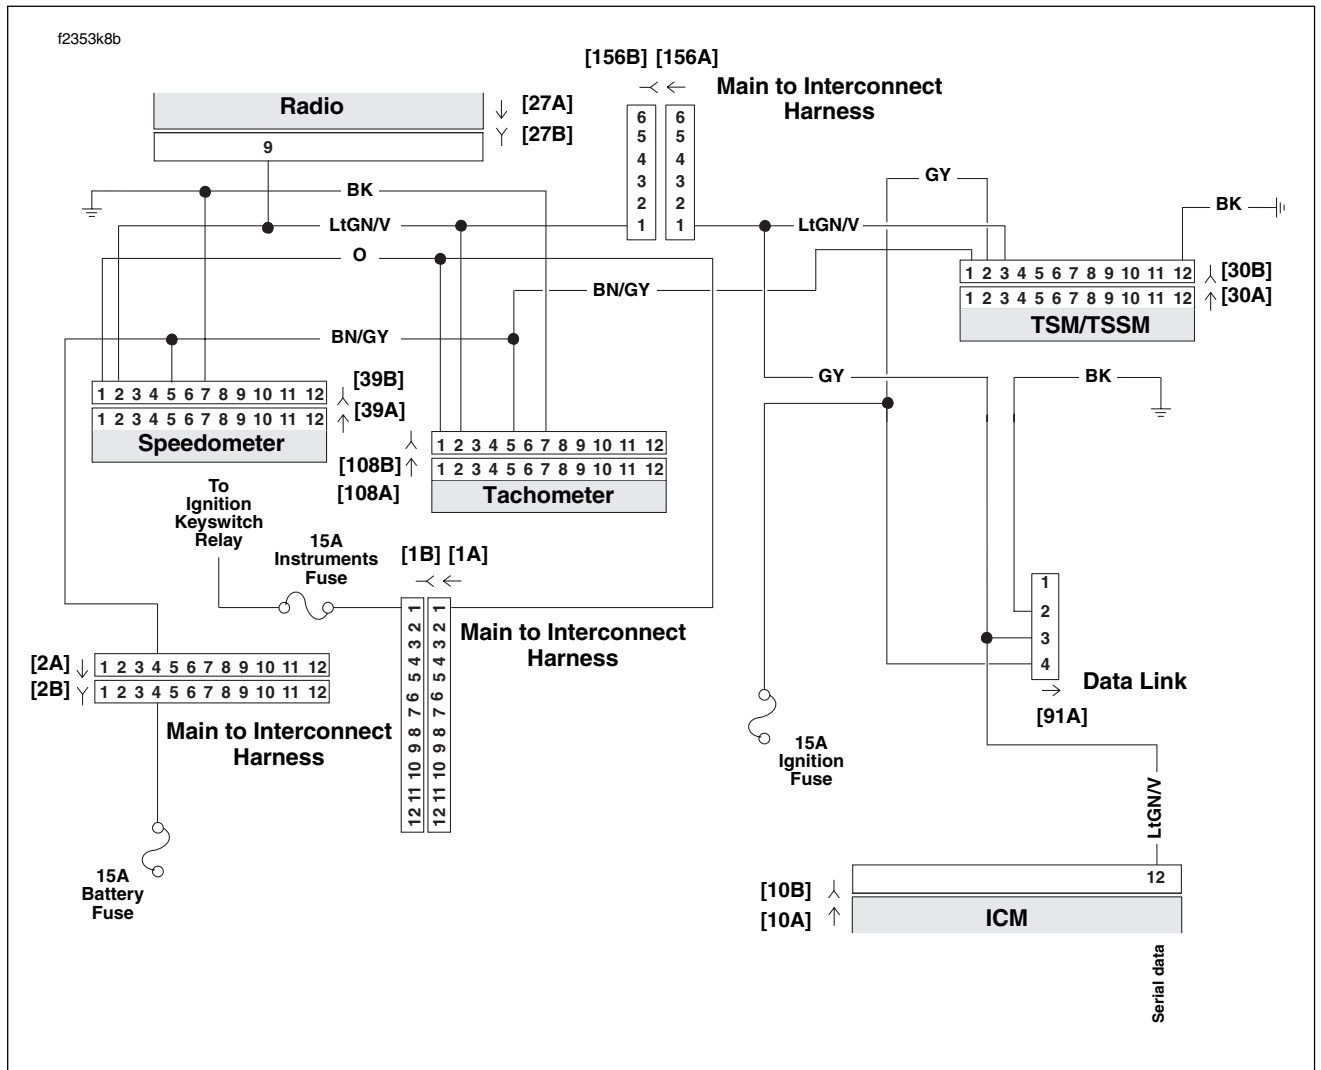 f2353k8b
[156B] [156A]
Main to Interconnect
Harness
Radio
[27A]
[27B]
9
6 6
5 5
4 4
3 3
2 2
1 1
GY
BK
BK
LtGN/V
LtGN/V
O
BN/GY
BN/GY
1 2 3 4 5 6 7 8 9 10 11 12
[30B]
1 2 3 4 5 6 7 8 9 10 11 12
[30A]
TSM/TSSM
GY
BK
[39B]
1 2 3 4 5 6 7 8 9 10 11 12
[39A]
1 2 3 4 5 6 7 8 9 10 11 12
Speedometer
1 2 3 4 5 6 7 8 9 10 11 12
[108B]
1 2 3 4 5 6 7 8 9 10 11 12
[108A]
Tachometer
To
Ignition
Keyswitch
Relay
15A
Instruments
Fuse
[1B] [1A]
1 2 3 4 5 6 7 8 9 10 11 12
1 2 3 4 5 6 7 8 9 10 11 12
Main to Interconnect
Harness
1
2
3
4
Data Link
[91A]
[2A]
1 2 3 4 5 6 7 8 9 10 11 12
[2B]
1 2 3 4 5 6 7 8 9 10 11 12
Main to Interconnect
Harness
15A
Ignition
Fuse
LtGN/V
15A
Battery
Fuse
12
[10B]
[10A]
ICM
Serial data